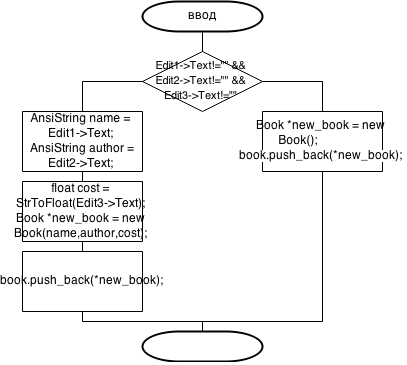 ввод
Edit1->Text!="" &&
Edit2->Text!="" &&
Edit3->Text!=""
AnsiString name =
Edit1->Text;
AnsiString author =
Edit2->Text;
float cost =
StrToFloat(Edit3->Text);
Book *new_book = new
Book(name,author,cost);
book.push_back(*new_book);
Book *new_book = new
Book();
book.push_back(*new_book);